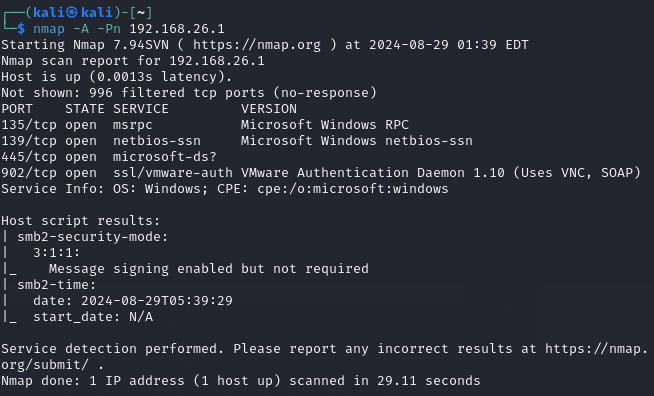 ┌──(kali㉿kali)-[~]
└─$ nmap -A -Pn 192.168.26.1
Starting Nmap 7.94SVN ( https://nmap.org ) at 2024-08-29 01:39 EDT
Nmap scan report for 192.168.26.1
Host is up (0.0013s latency).
Not shown: 996 filtered tcp ports (no-response)
PORT    STATE SERVICE         VERSION
135/tcp open  msrpc           Microsoft Windows RPC
139/tcp open  netbios-ssn     Microsoft Windows netbios-ssn
445/tcp open  microsoft-ds?
902/tcp open  ssl/vmware-auth VMware Authentication Daemon 1.10 (Uses VNC, SOAP)
Service Info: OS: Windows; CPE: cpe:/o:microsoft:windows

Host script results:
| smb2-security-mode:
|   3:1:1:
|_    Message signing enabled but not required
| smb2-time:
|   date: 2024-08-29T05:39:29
|_  start_date: N/A

Service detection performed. Please report any incorrect results at https://nmap.
org/submit/ .
Nmap done: 1 IP address (1 host up) scanned in 29.11 seconds